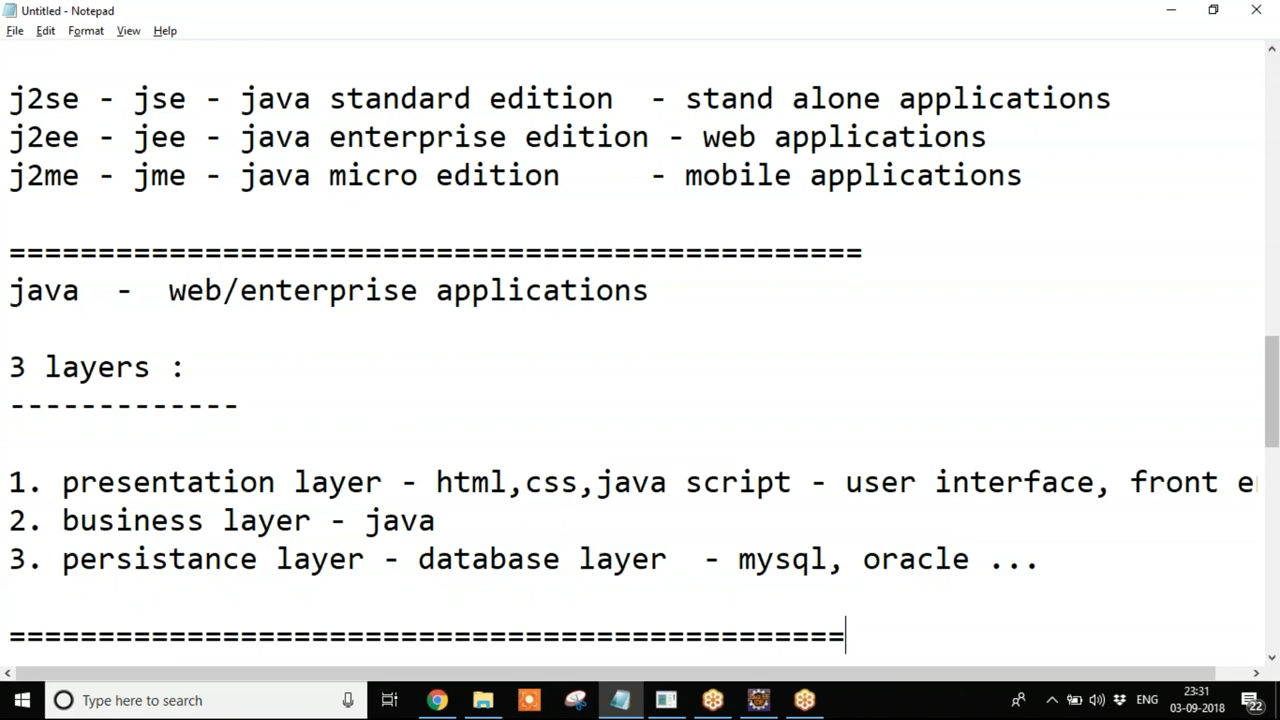 Untitled - Notepad
File Edit Format View Help
j2se - jse - java standard edition - stand alone applications
j2ee - jee - java enterprise edition - web applications
j2me - jme - java micro edition - mobile applications
================================================
java - web/enterprise applications
3 layers :
-------------
1. presentation layer - html,css,java script - user interface, front
2. business layer - java
3. persistance layer - database layer - mysql, oracle ...
===============================================
Type here to search
ENG
23:31
03-09-2018
22